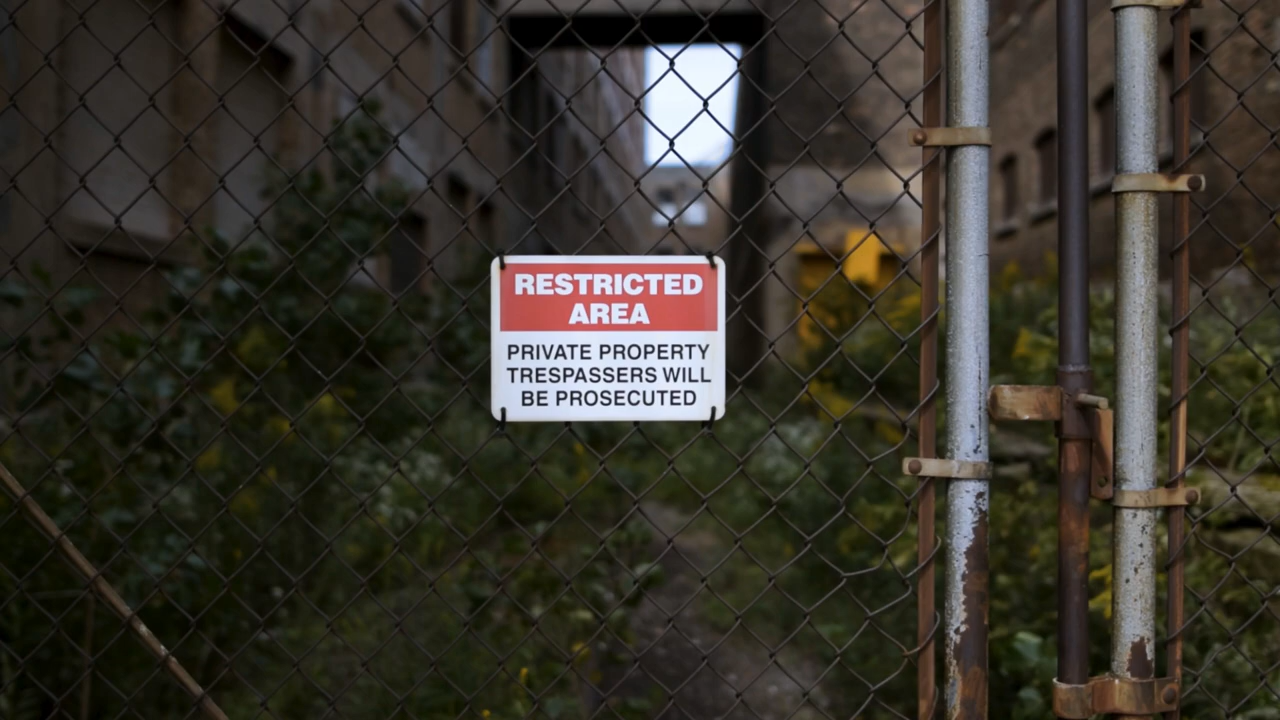 RESTRICTED
AREA
PRIVATE PROPERTY
TRESPASSERS WILL
BE PROSECUTED